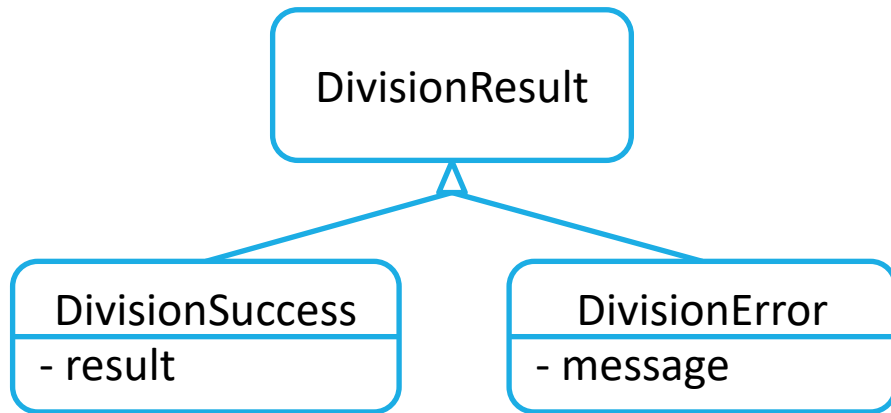 DivisionResult
DivisionSuccess
- result
DivisionError
- message